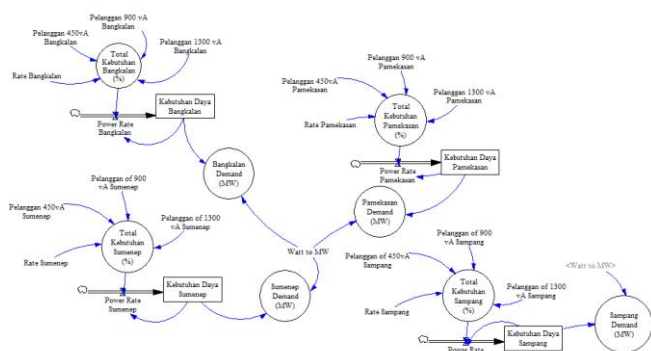 Pelanggan 900 vA
Bangkalan
Pelanggan 450vA
Bangkalan
Pelanggan 1300 vA
Bangkalan
Total
Kebutuhan
Bangkalan
(%)
Rate Bangkalan
Kebutuhan Daya
Bangkalan
Power Rate
Bangkalan
Bangkalan
Demand
(MW)
Pelanggan 900 vA
Pamekasan
Pelanggan 450vA
Pamekasan
Pelanggan 1300 vA
Pamekasan
Total
Kebutuhan
Pamekasan
(%)
Rate Pamekasan
Kebutuhan Daya
Pamekasan
Power Rate
Pamekasan
Pamekasan
Demand
(MW)
Pelanggan of 900
vA Sumenep
Pelanggan 450vA
Sumenep
Pelanggan of 1300
vA Sumenep
Total
Kebutuhan
Sumenep
(%)
Rate Sumenep
Kebutuhan Daya
Sumenep
Power Rate
Sumenep
Watt to MW
Sumenep
Demand
(MW)
Pelanggan of 900
vA Sampang
Pelanggan of 450vA
Sampang
Pelanggan of 1300
vA Sampang
Total
Kebutuhan
Sampang
(%)
Rate Sampang
<Watt to MW>
Kebutuhan Daya
Sampang
Power Rate
Sampang
Demand
(MW)